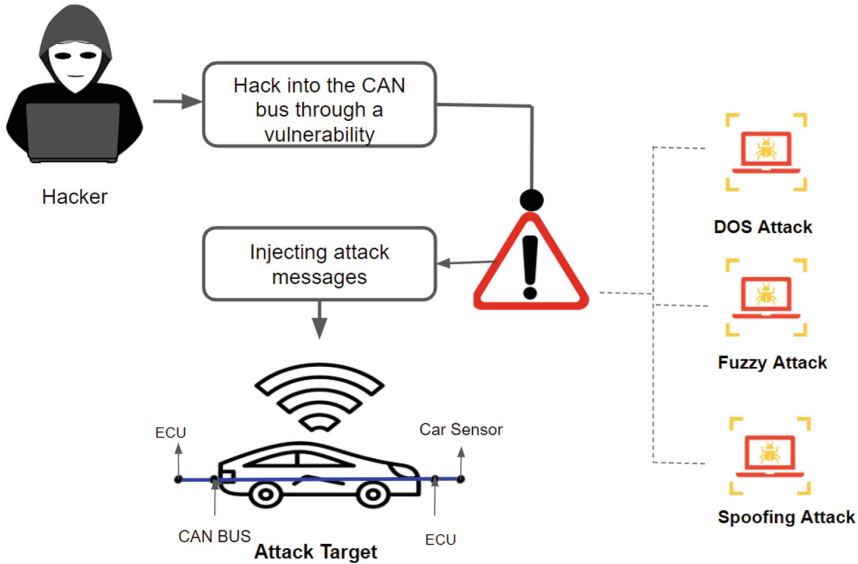 Hack into the CAN
bus through a
vulnerability
Hacker
DOS Attack
Injecting attack
messages
Fuzzy Attack
ECU
Car Sensor
CAN BUS
ECU
Attack Target
Spoofing Attack